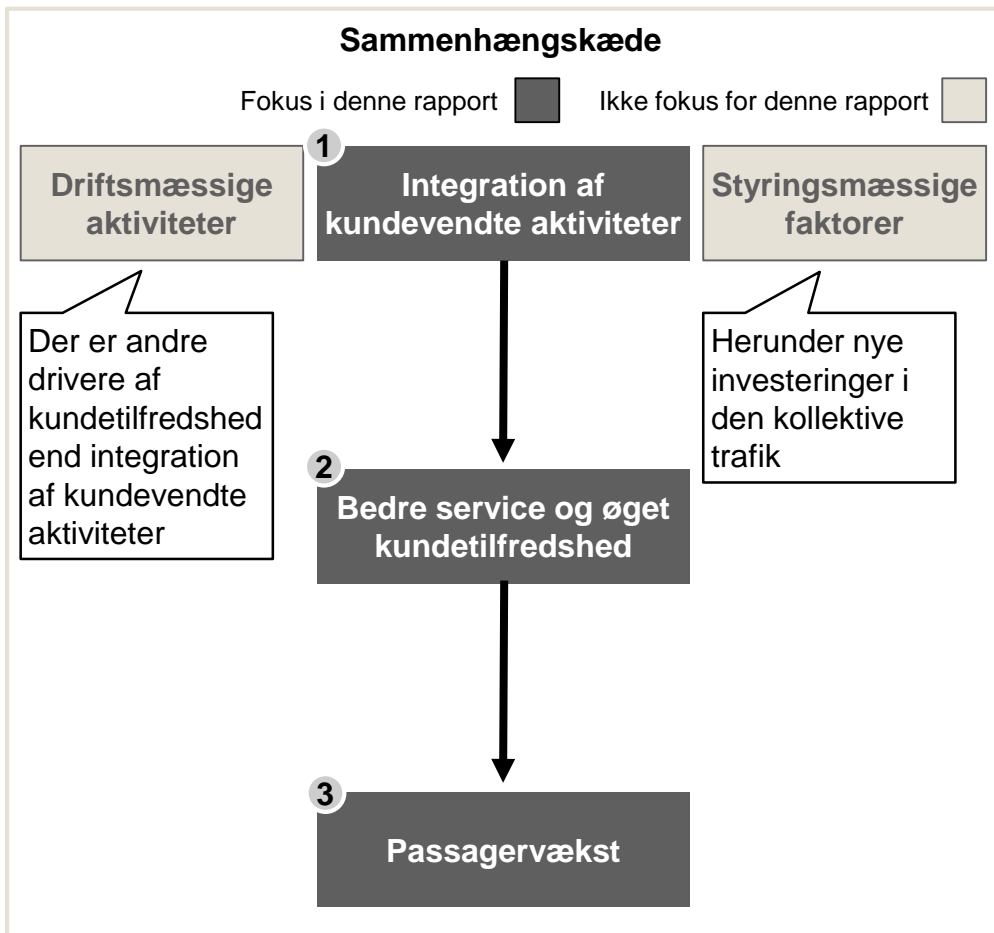 Sammenhængskæde
Fokus i denne rapport
Ikke fokus for denne rapport
Driftsmæssige
aktiviteter
1
Integration af
kundevendte aktiviteter
Styringsmæssige
faktorer
Der er andre
drivere af
kundetilfredshed
end integration
af kundevendte
aktiviteter
Herunder nye
investeringer i
den kollektive
trafik
2
Bedre service og øget
kundetilfredshed
3
Passagervækst